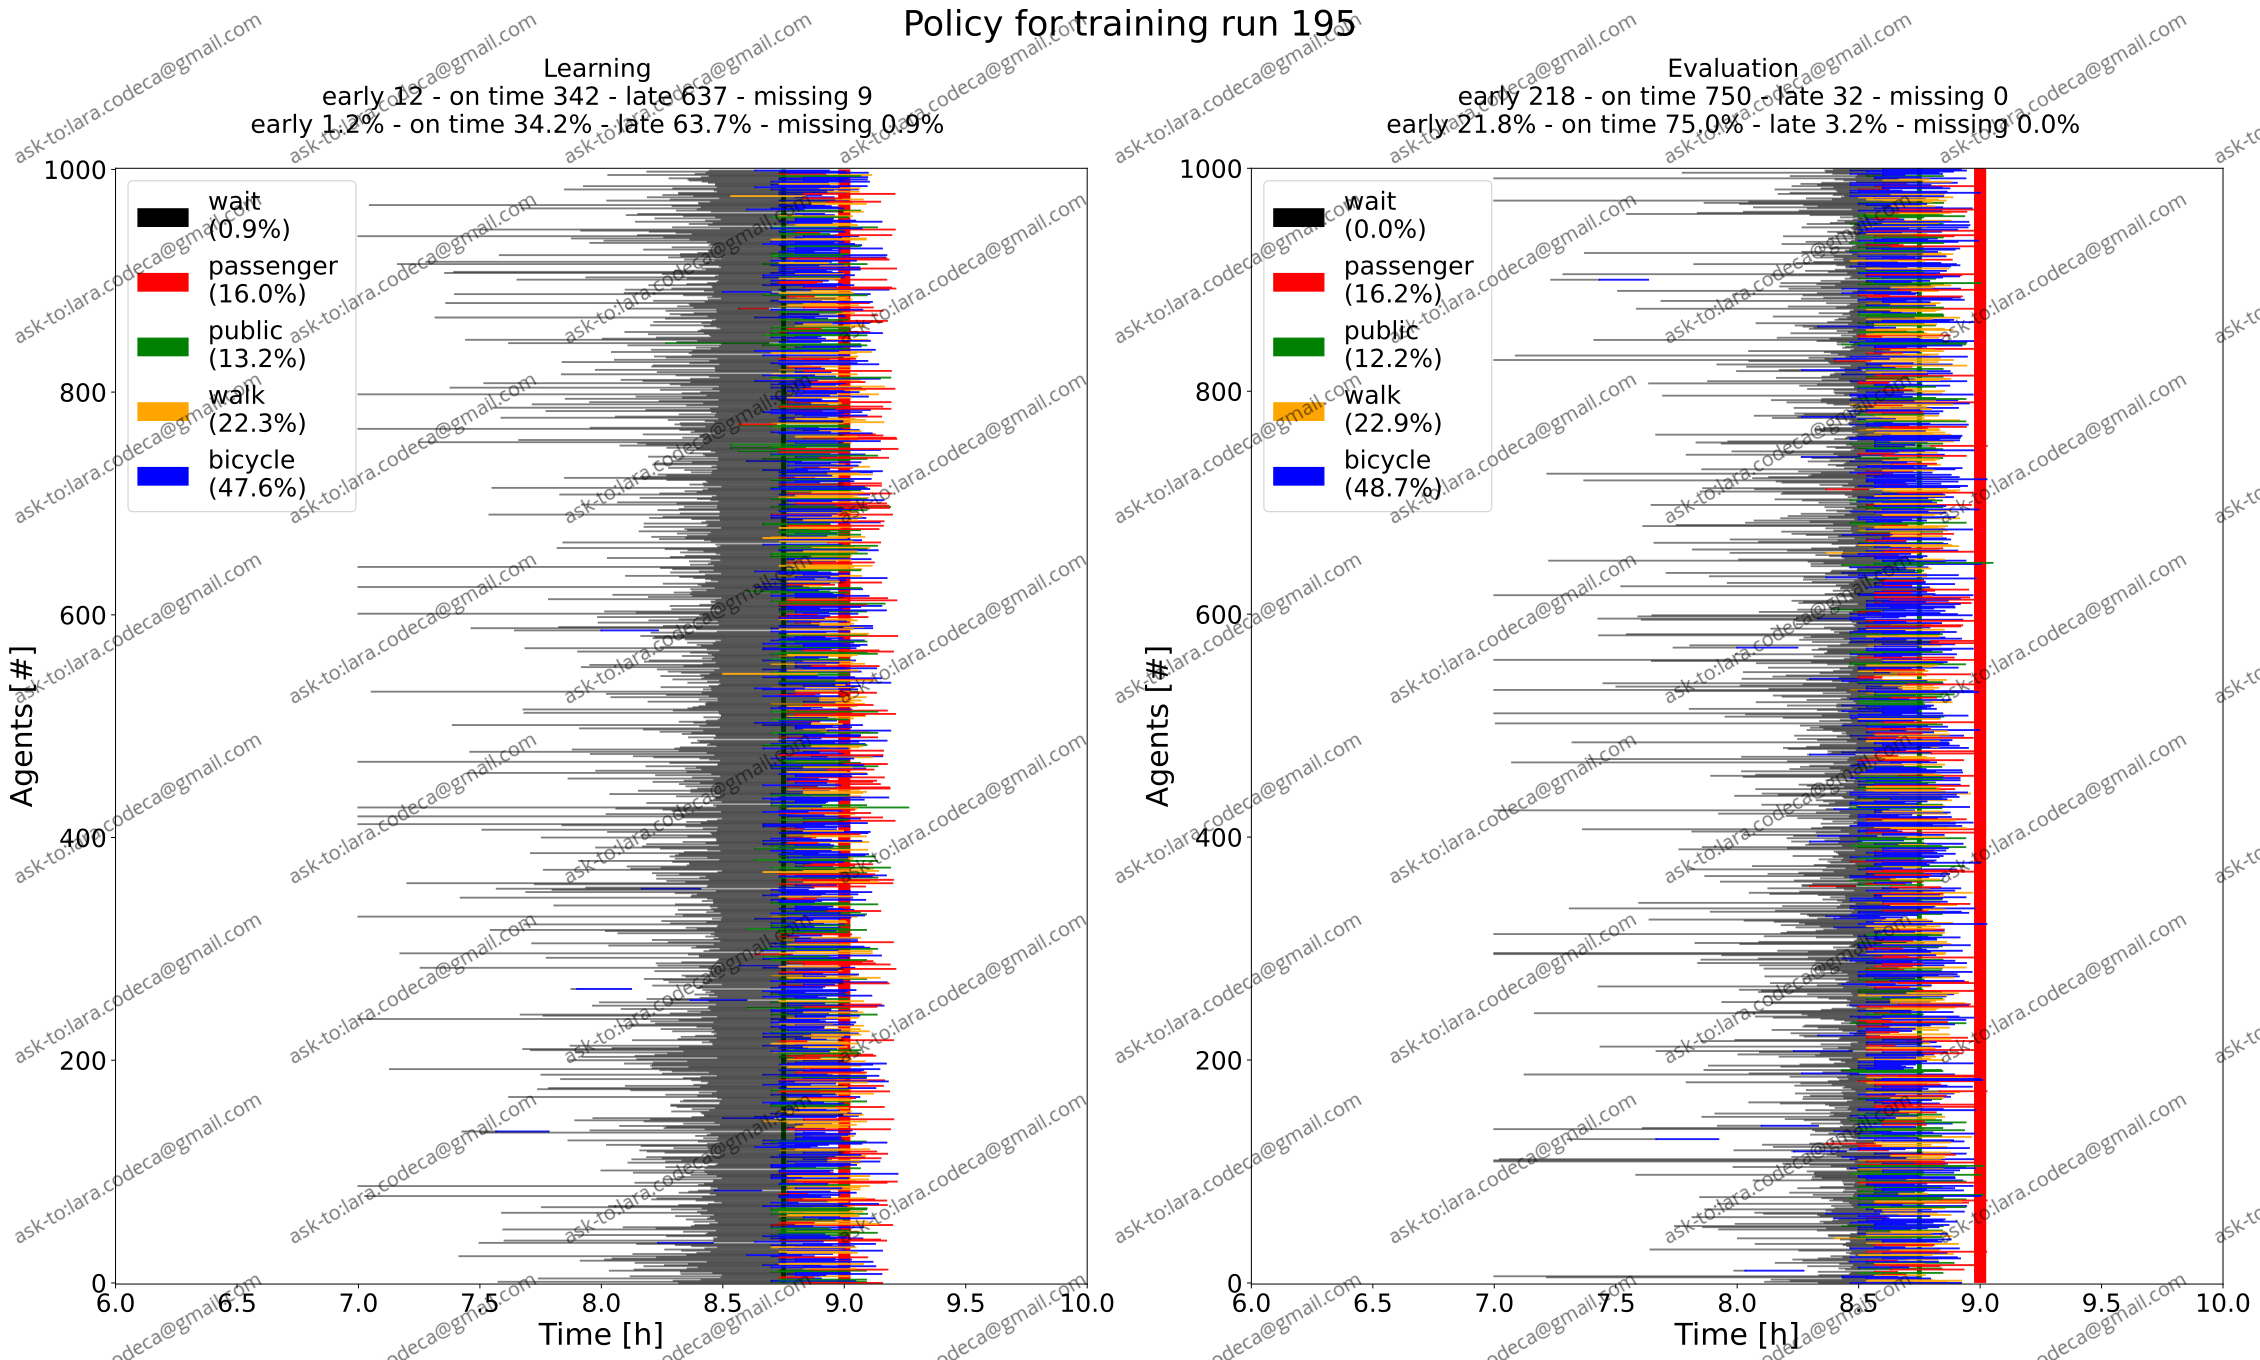 Policy for training run 195
Learning
early 12 - on time 342 - late 637 - missing 9
early 1.2% - on time 34.2% - late 63.7% - missing 0.9%
1000
800
600
400
200
0
Agents [#]
wait
(0.9%)
passenger
(16.0%)
public
(13.2%)
walk
(22.3%)
bicycle
(47.6%)
6.0 6.5 7.0 7.5 8.0 8.5 9.0 9.5 10.0
Time [h]
Evaluation
early 218 - on time 750 - late 32 - missing 0
early 21.8% - on time 75.0% - late 3.2% - missing 0.0%
1000
800
600
400
200
0
Agents [#]
wait
(0.0%)
passenger
(16.2%)
public
(12.2%)
walk
(22.9%)
bicycle
(48.7%)
6.0 6.5 7.0 7.5 8.0 8.5 9.0 9.5 10.0
Time [h]
ask-to:lara.codeca@gmail.com